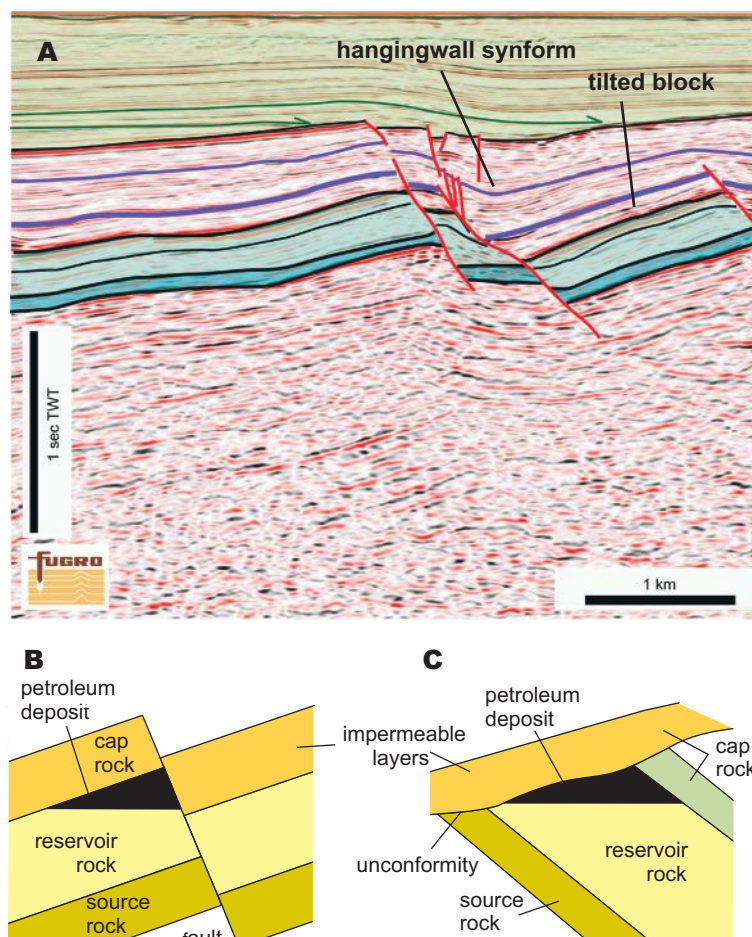 A
hangingwall synform
tilted block
1 sec TWT
fugro
1 km
B
C
petroleum
deposit
cap
rock
impermeable
layers
reservoir
rock
source
rock
fault
petroleum
deposit
cap
rock
unconformity
reservoir
rock
source
rock